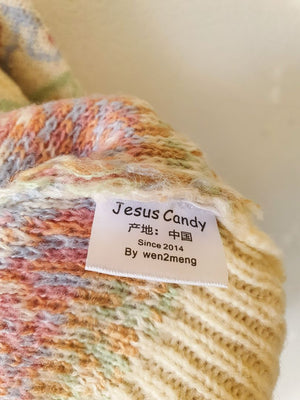 Jesus Candy
产地：中国
Since 2014
By wen2meng